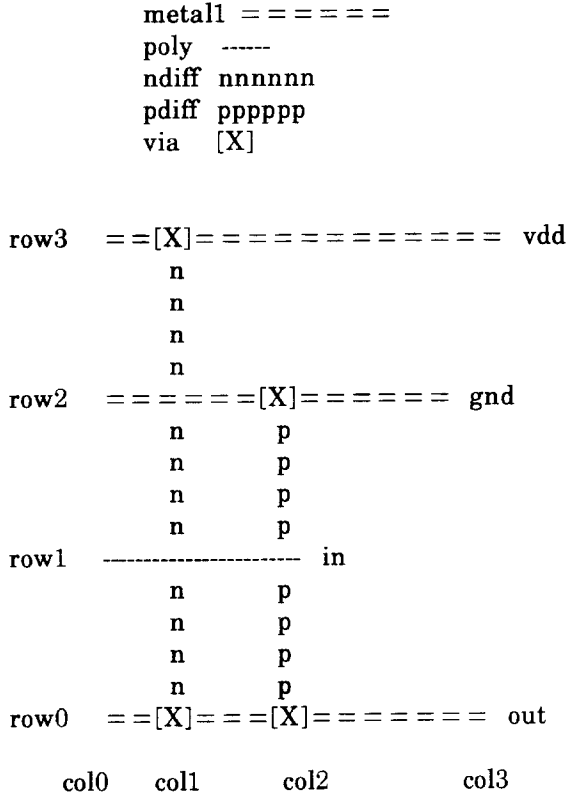 metal1 ======
poly ------
ndiff nnnnnn
pdiff pppppp
via [X]
row3 ==[X]============ vdd
n
n
n
n
row2 ======[X]====== gnd
n p
n p
n p
n p
row1 ------------------------ in
n p
n p
n p
n p
row0 ==[X]===[X]======= out
col0 col1 col2 col3